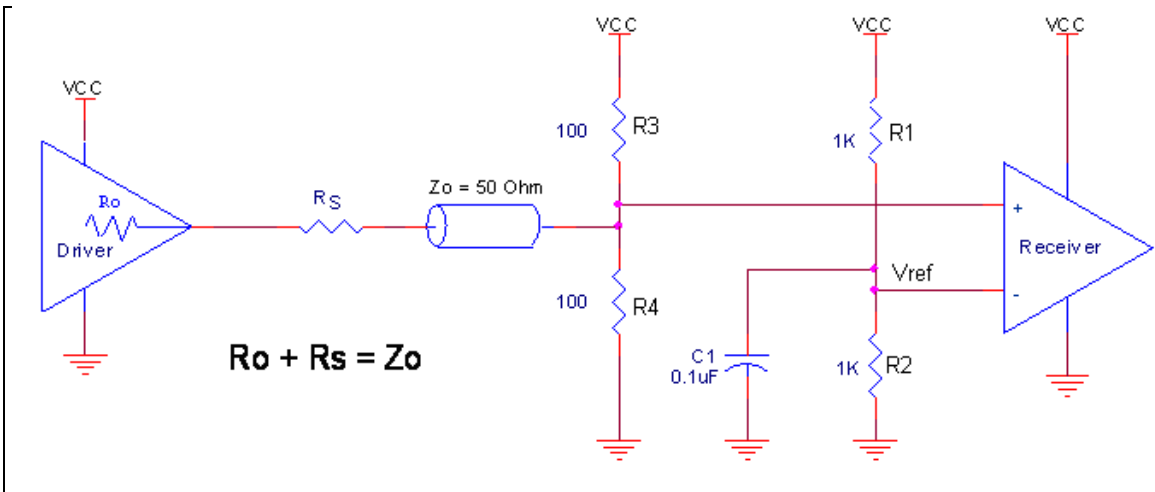 VCC
VCC
VCC
VCC
R3
100
R1
1K
Ro
Driver
RS
Zo = 50 Ohm
+
Receiver
-
Vref
R4
100
Ro + Rs = Zo
C1
0.1uF
R2
1K